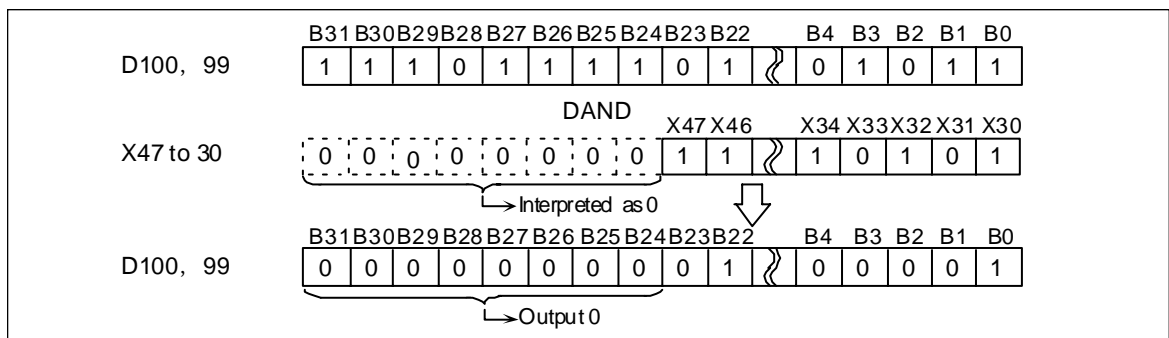 B31 B30 B29 B28 B27 B26 B25 B24 B23 B22 B4 B3 B2 B1 B0
D100, 99 1 1 1 0 1 1 1 1 0 1 0 1 0 1 1
DAND
X47 X46 X34 X33 X32 X31 X30
X47 to 30 0 0 0 0 0 0 0 0 1 1 1 0 1 0 1
Interpreted as 0
B31 B30 B29 B28 B27 B26 B25 B24 B23 B22 B4 B3 B2 B1 B0
D100, 99 0 0 0 0 0 0 0 0 0 1 0 0 0 0 1
Output 0